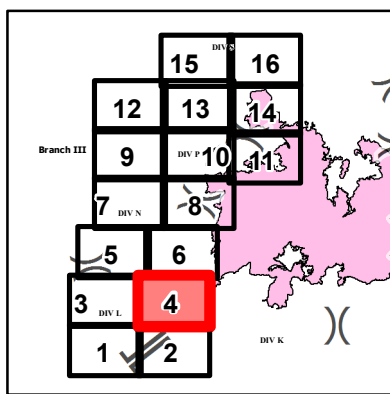 15 DIV
16
12 13 14
Branch III
9 DIV P 10 11
7 DIV N 8
5 6
3 DIV L 4
DIV K
1 2